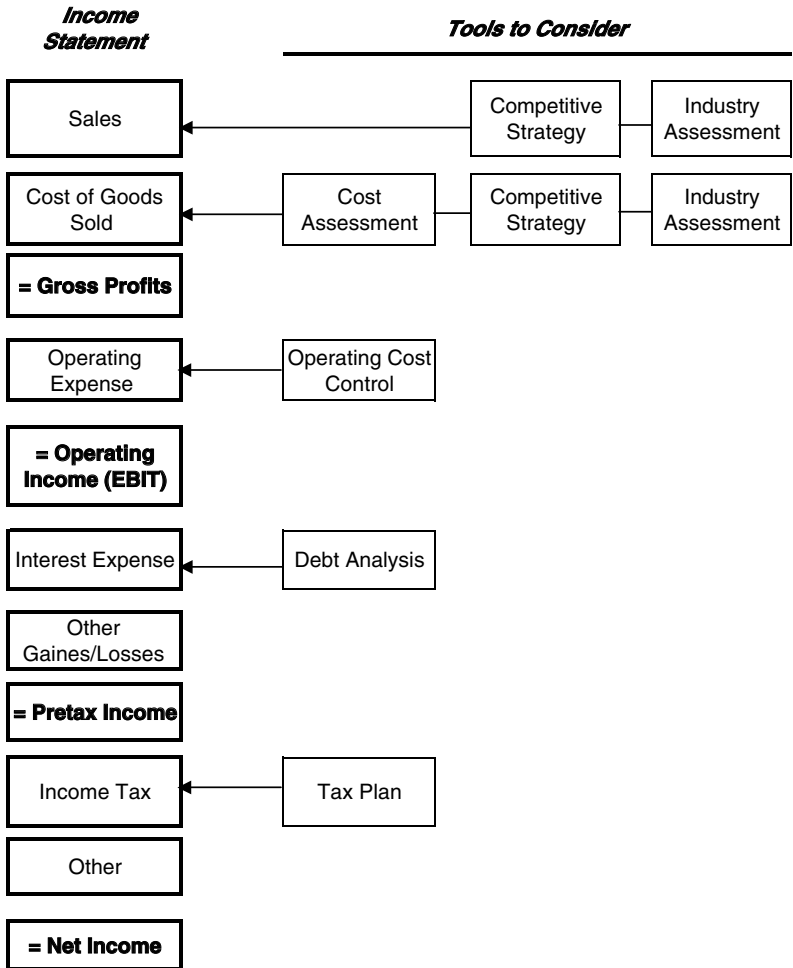 Income
Statement
Tools to Consider
Sales
Competitive
Strategy
Industry
Assessment
Cost of Goods
Sold
Cost
Assessment
Competitive
Strategy
Industry
Assessment
= Gross Profits
Operating
Expense
Operating Cost
Control
= Operating
Income (EBIT)
Interest Expense
Debt Analysis
Other
Gaines/Losses
= Pretax Income
Income Tax
Tax Plan
Other
= Net Income